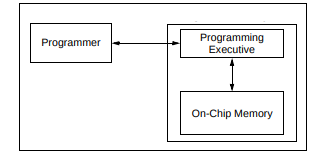 Programmer
Programming
Executive
On-Chip Memory